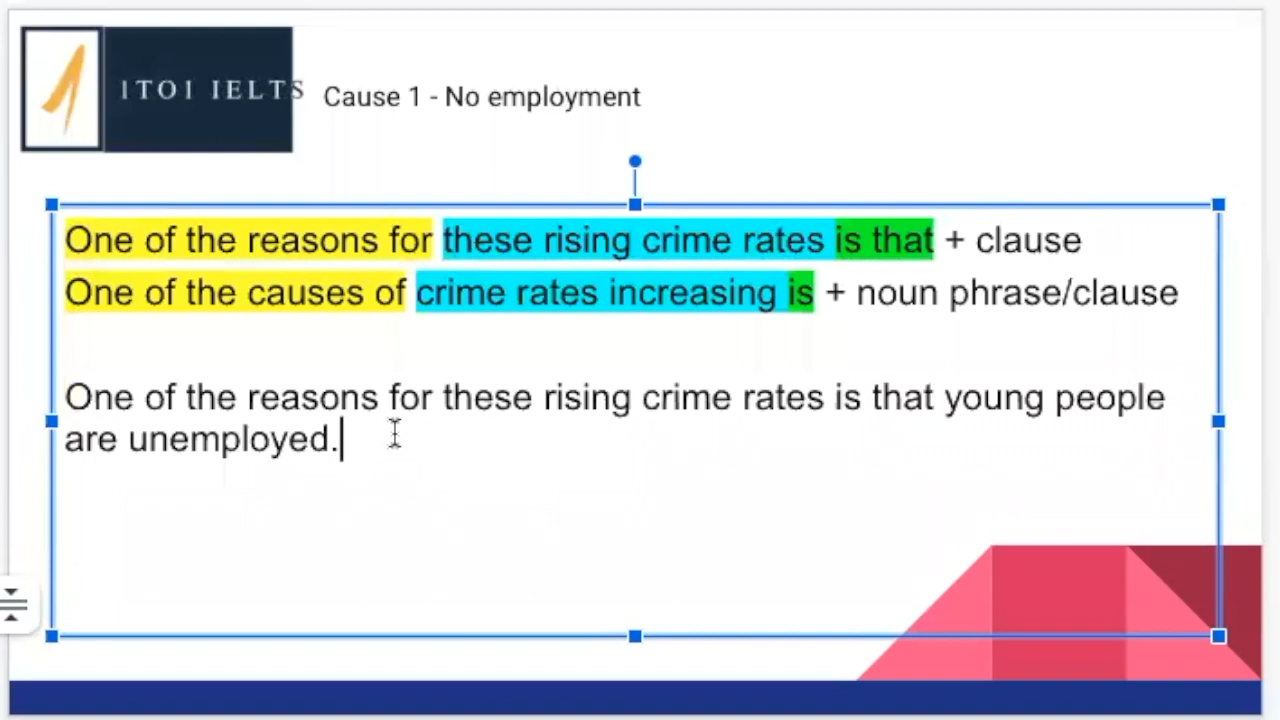 1TO1 IELTS
Cause 1 - No employment
One of the reasons for these rising crime rates is that + clause
One of the causes of crime rates increasing is + noun phrase/clause
One of the reasons for these rising crime rates is that young people
are unemployed.